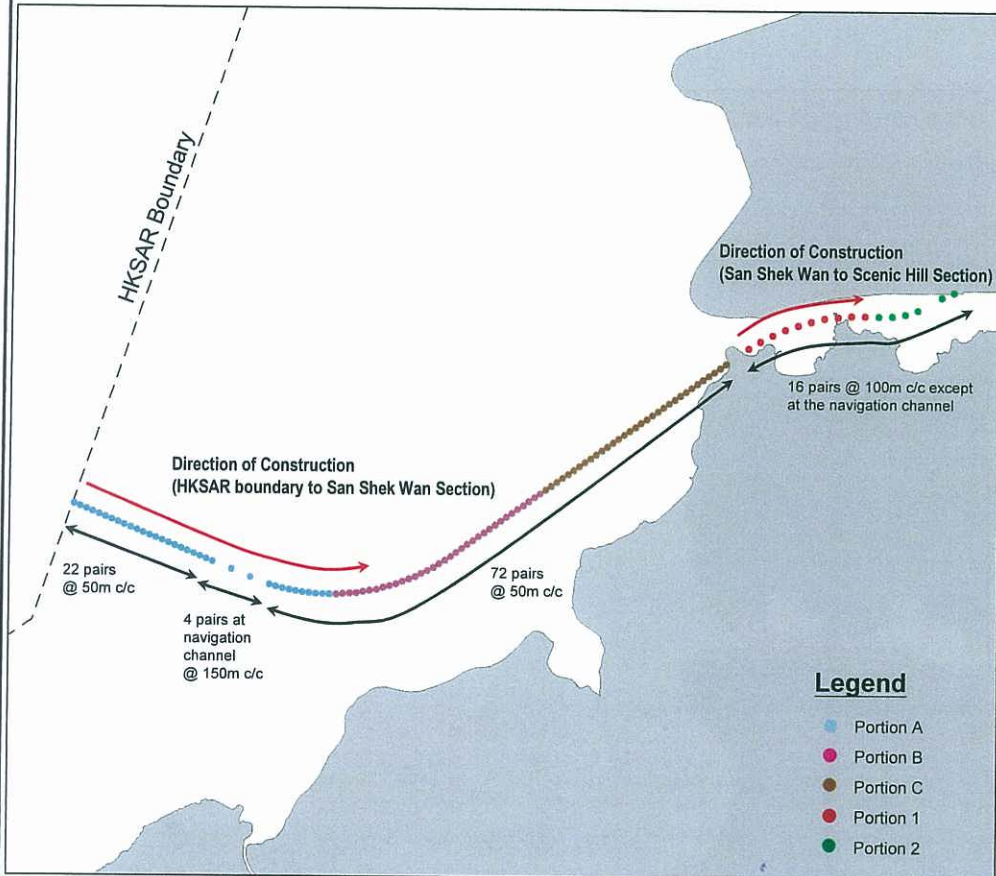 HKSAR Boundary
Direction of Construction
(San Shek Wan to Scenic Hill Section)
16 pairs @ 100m c/c except
at the navigation channel
Direction of Construction
(HKSAR boundary to San Shek Wan Section)
22 pairs
@ 50m c/c
72 pairs
@ 50m c/c
4 pairs at
navigation
channel
@ 150m c/c
Legend
Portion A
Portion B
Portion C
Portion 1
Portion 2